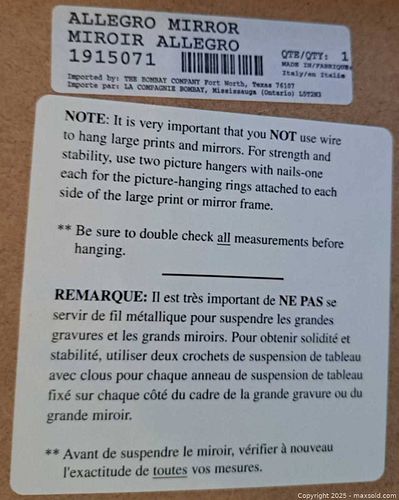 ALLEGRO MIRROR
MIROIR ALLEGRO
1915071
QTE/QTY: 1
MADE IN/FABRIQUE:
Italy/en Italie
Imported by: THE BOMBAY COMPANY Fort North, Texas 76107
Importe par: LA COMPAGNIE BOMBAY, Mississauga (Ontario) L5T2N3
NOTE: It is very important that you NOT use wire
to hang large prints and mirrors. For strength and
stability, use two picture hangers with nails-one
each for the picture-hanging rings attached to each
side of the large print or mirror frame.
** Be sure to double check all measurements before
hanging.
REMARQUE: Il est très important de NE PAS se
servir de fil métallique pour suspendre les grandes
gravures et les grands miroirs. Pour obtenir solidité et
stabilité, utiliser deux crochets de suspension de tableau
avec clous pour chaque anneau de suspension de tableau
fixé sur chaque côté du cadre de la grande gravure ou du
grande miroir.
** Avant de suspendre le miroir, vérifier à nouveau
l'exactitude de toutes vos mesures.
Copyright 2025 - maxsold.com